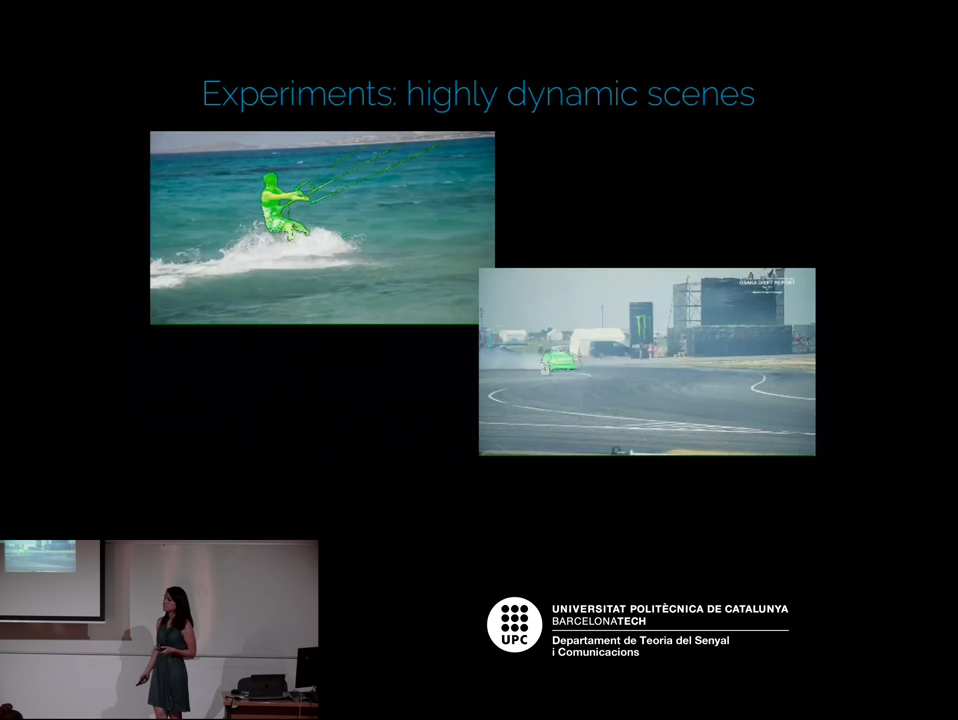 Experiments: highly dynamic scenes
OSAKA DRIFT REPORT
UPC
UNIVERSITAT POLITÈCNICA DE CATALUNYA
BARCELONATECH
Departament de Teoria del Senyal
i Comunicacions